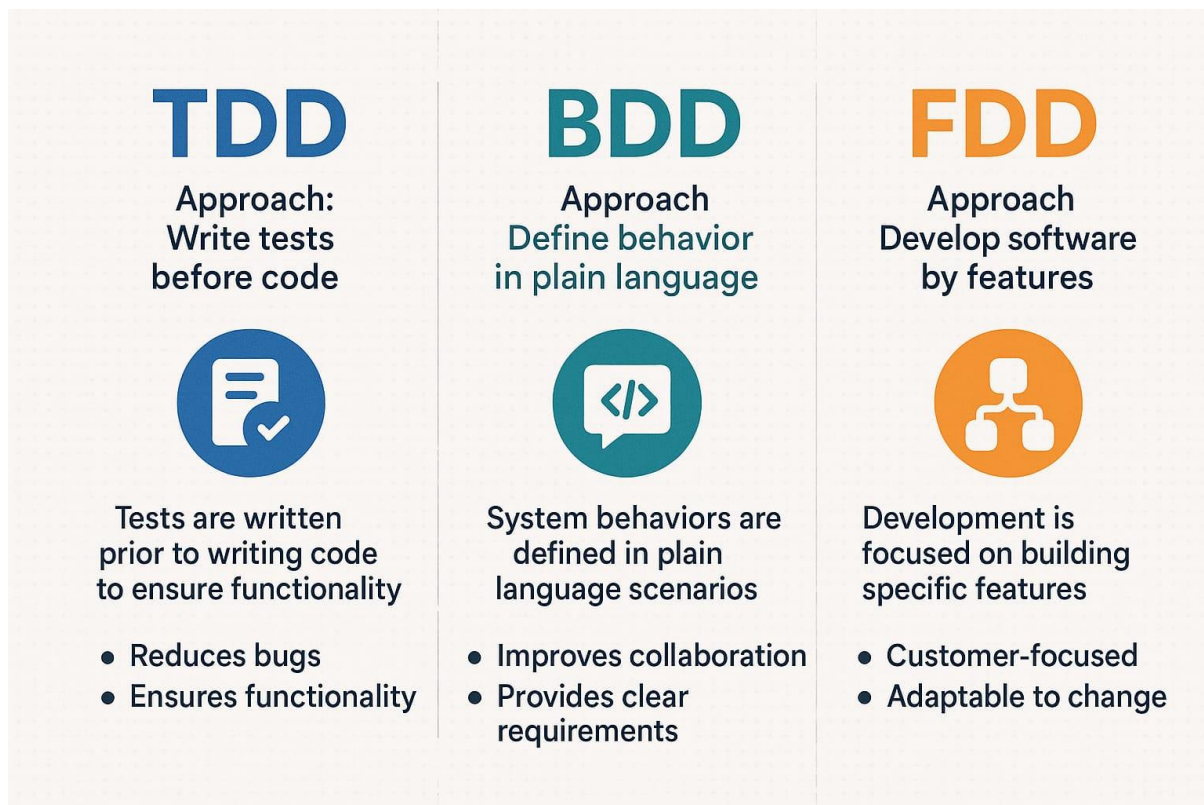 TDD
Approach:
Write tests
before code
Tests are written
prior to writing code
to ensure functionality
• Reduces bugs
• Ensures functionality
BDD
Approach
Define behavior
in plain language
</>
System behaviors are
defined in plain
language scenarios
• Improves collaboration
• Provides clear
requirements
FDD
Approach
Develop software
by features
Development is
focused on building
specific features
• Customer-focused
• Adaptable to change